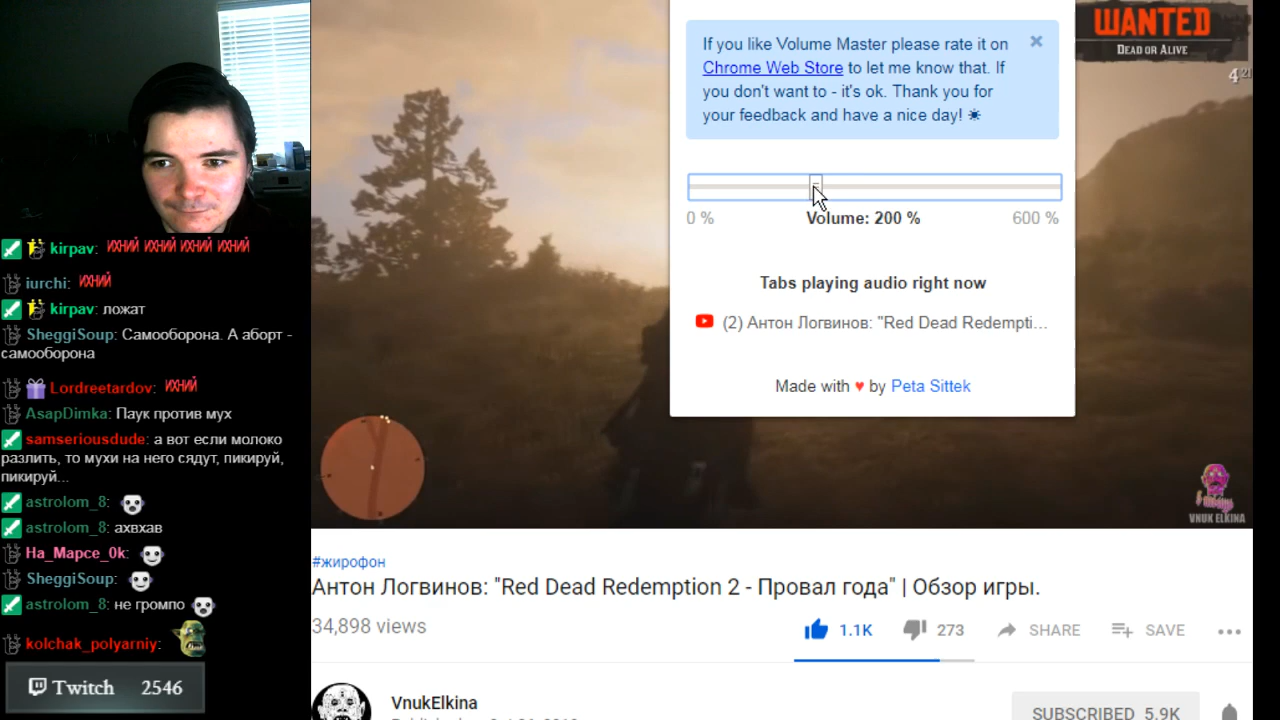 kirpav: ИХНИЙ ИХНИЙ ИХНИЙ ИХНИЙ
iurchi: ИХНИЙ
kirpav: ложат
SheggiSoup: Самооборона. А аборт -
самооборона
Lordreetardov: ИХНИЙ
AsapDimka: Паук против мух
samseriousdude: а вот если молоко
разлить, то мухи на него сядут, пикируй,
пикируй...
astrolom_8:
astrolom_8: ахвхав
На_Марсе_0k:
SheggiSoup:
astrolom_8: не громпо
kolchak_polyarniy:
Twitch 2546
If you like Volume Master please rate it on
Chrome Web Store to let me know that. If
you don't want to - it's ok. Thank you for
your feedback and have a nice day! ☀
0 % Volume: 200 % 600 %
Tabs playing audio right now
(2) Антон Логвинов: "Red Dead Redempti...
Made with ♥ by Peta Sittek
WANTED
DEAD OR ALIVE
VNUK ELKINA
#жирофон
Антон Логвинов: "Red Dead Redemption 2 - Провал года" | Обзор игры.
34,898 views 1.1K 273 SHARE SAVE
VnukElkina
SUBSCRIBED 5.9K